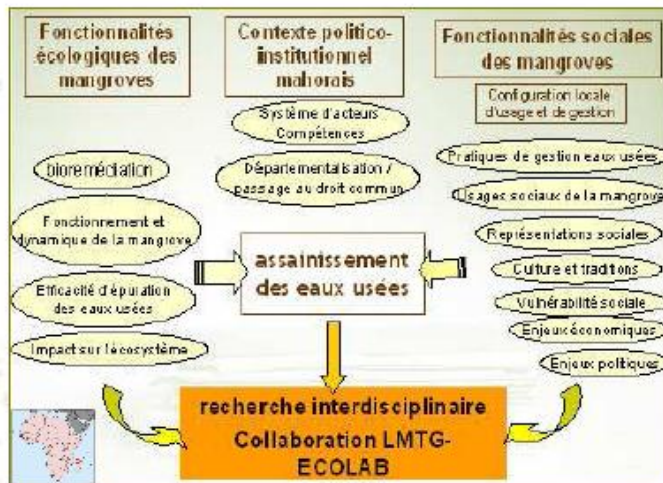 Fonctionnalités
écologiques des
mangroves
Contexte politico-
institutionnel
mahorais
Fonctionnalités sociales
des mangroves
Configuration locale
d'usage et de gestion
Système d'acteurs
Compétences
Départementalisation /
passage au droit commun
bioremédiation
Fonctionnement et
dynamique de la mangrove
Efficacité d'épuration
des eaux usées
Impact sur l'écosystème
assainissement
des eaux usées
Pratiques de gestion eaux usées
Usages sociaux de la mangrove
Représentations sociales
Culture et traditions
Vulnérabilité sociale
Enjeux économiques
Enjeux politiques
recherche interdisciplinaire
Collaboration LMTG-
ECOLAB